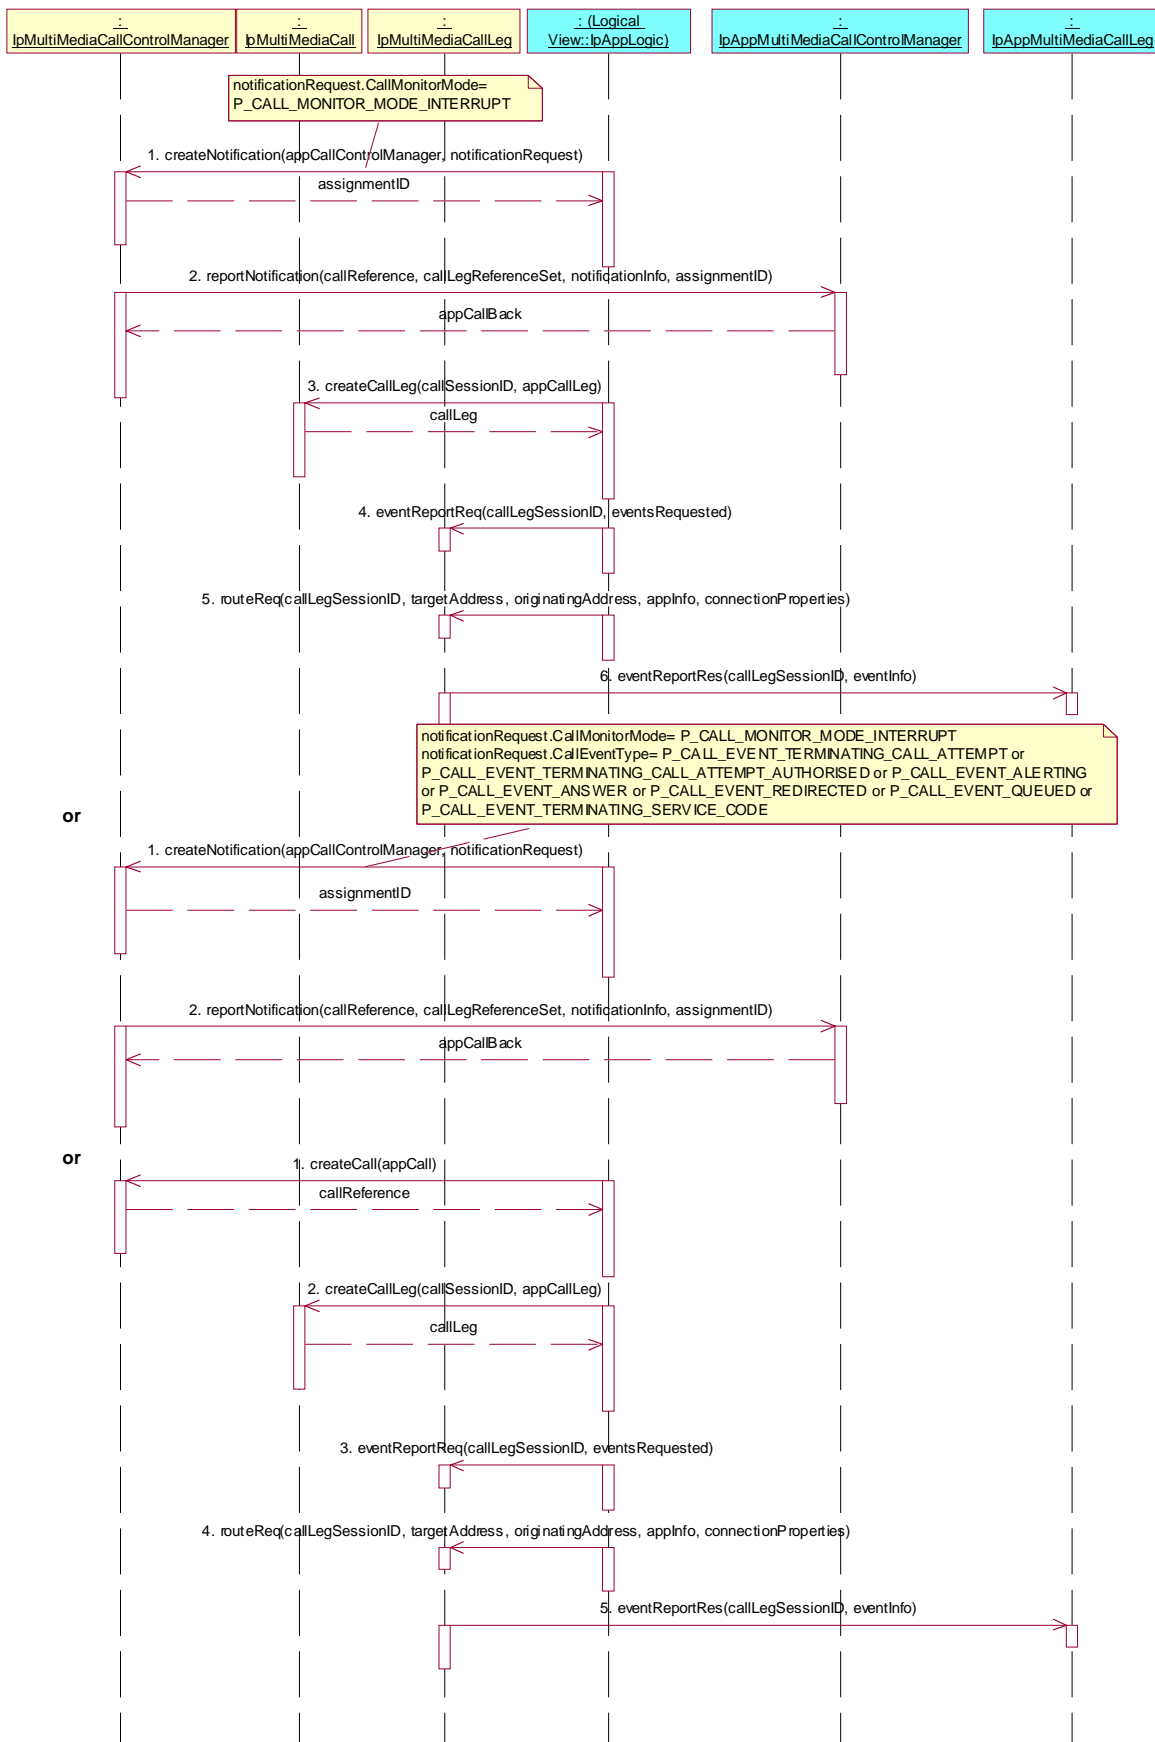 :
IpMultiMediaCallControlManager
:
IpMultiMediaCall
:
IpMultiMediaCallLeg
: (Logical
View::IpAppLogic)
:
IpAppMultiMediaCallControlManager
:
IpAppMultiMediaCallLeg
notificationRequest.CallMonitorMode=
P_CALL_MONITOR_MODE_INTERRUPT
1. createNotification(appCallControlManager, notificationRequest)
assignmentID
2. reportNotification(callReference, callLegReferenceSet, notificationInfo, assignmentID)
appCallBack
3. createCallLeg(callSessionID, appCallLeg)
callLeg
4. eventReportReq(callLegSessionID, eventsRequested)
5. routeReq(callLegSessionID, targetAddress, originatingAddress, appInfo, connectionProperties)
6. eventReportRes(callLegSessionID, eventInfo)
notificationRequest.CallMonitorMode= P_CALL_MONITOR_MODE_INTERRUPT
notificationRequest.CallEventType= P_CALL_EVENT_TERMINATING_CALL_ATTEMPT or
P_CALL_EVENT_TERMINATING_CALL_ATTEMPT_AUTHORISED or P_CALL_EVENT_ALERTING
or P_CALL_EVENT_ANSWER or P_CALL_EVENT_REDIRECTED or P_CALL_EVENT_QUEUED or
P_CALL_EVENT_TERMINATING_SERVICE_CODE
or
1. createNotification(appCallControlManager, notificationRequest)
assignmentID
2. reportNotification(callReference, callLegReferenceSet, notificationInfo, assignmentID)
appCallBack
or
1. createCall(appCall)
callReference
2. createCallLeg(callSessionID, appCallLeg)
callLeg
3. eventReportReq(callLegSessionID, eventsRequested)
4. routeReq(callLegSessionID, targetAddress, originatingAddress, appInfo, connectionProperties)
5. eventReportRes(callLegSessionID, eventInfo)